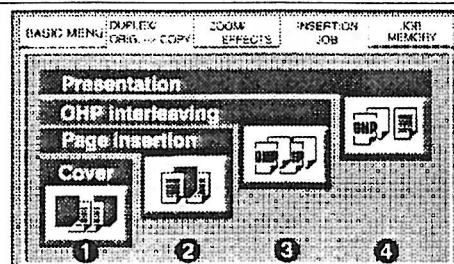 BASIC MENU
DUPLEX/
ORIG. --> COPY
ZOOM/
EFFECTS
INSERTION
JOB
JOB
MEMORY
Presentation
OHP interleaving
Page insertion
Cover
OHP
1 2 3 4